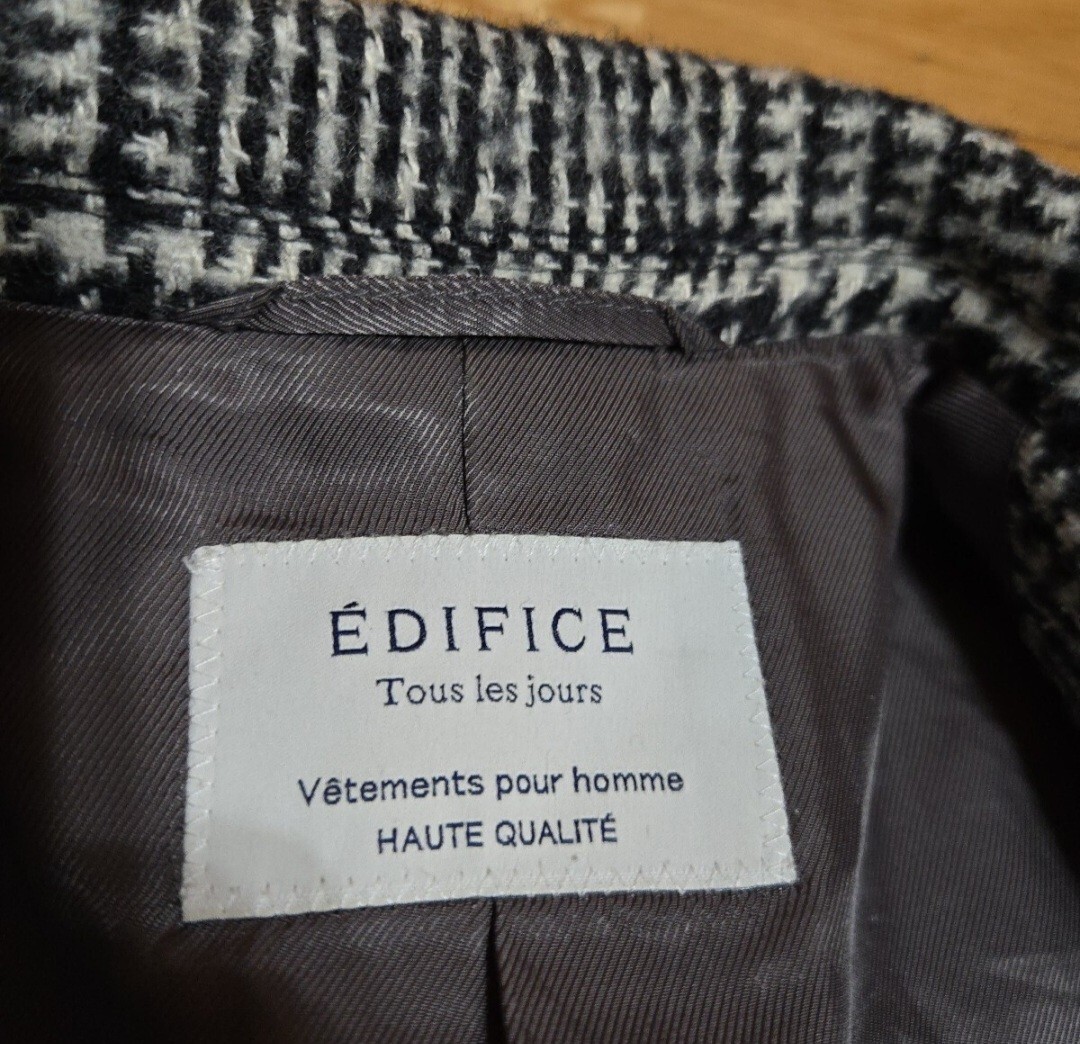 ÉDIFICE
Tous les jours
Vêtements pour homme
HAUTE QUALITÉ